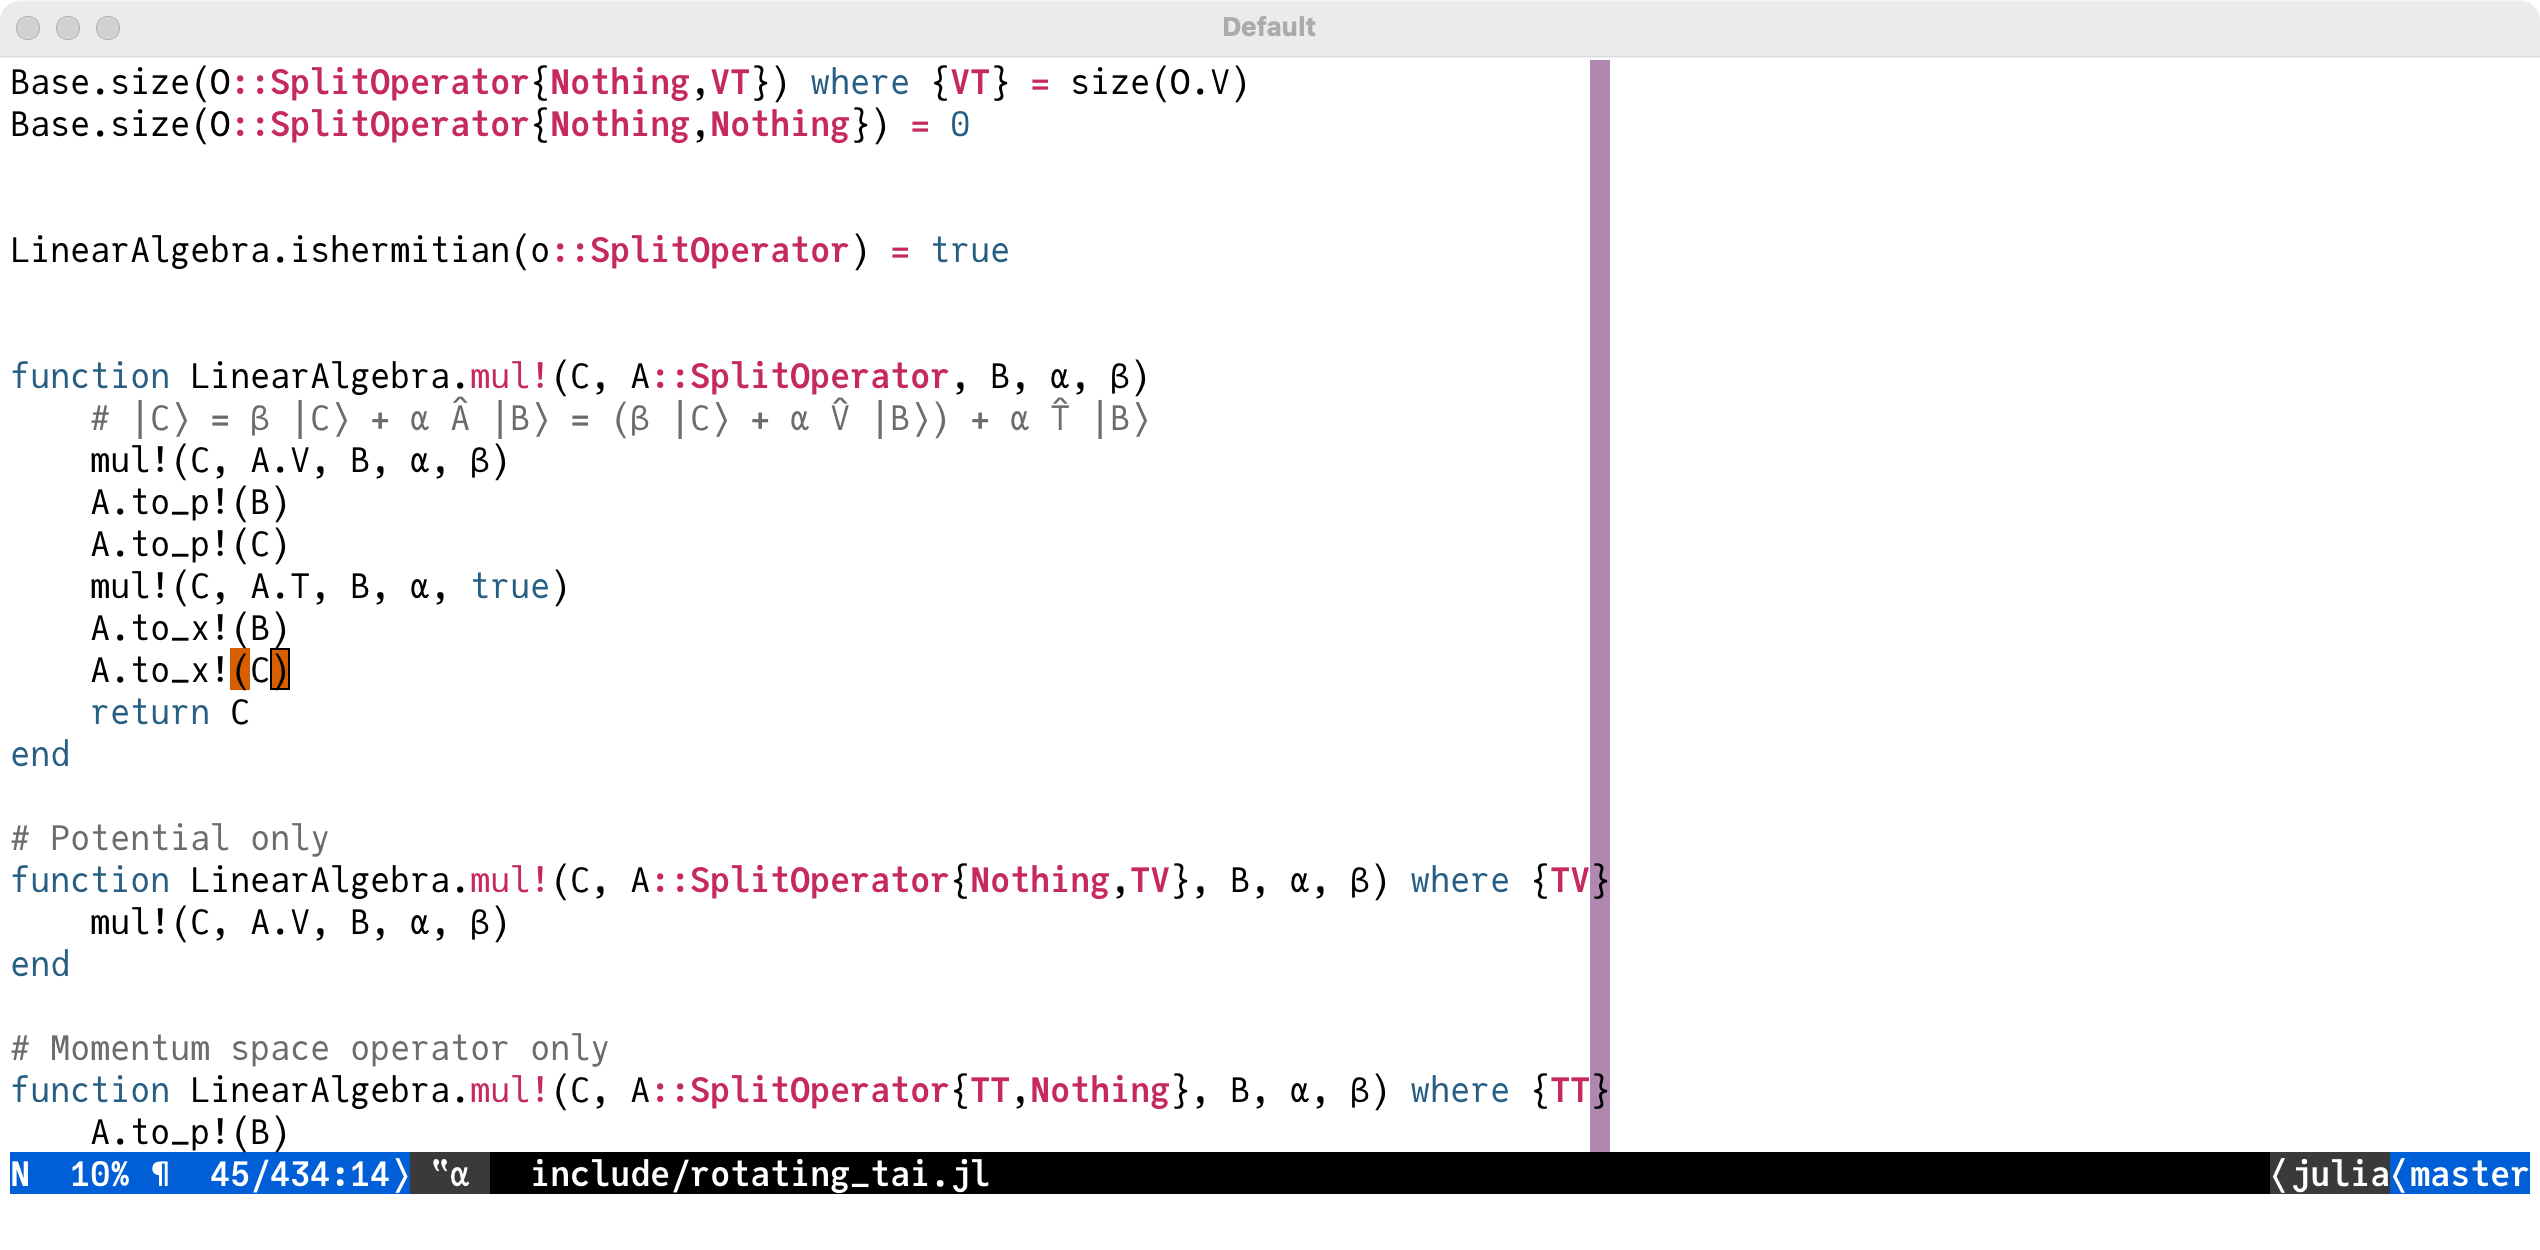 Default
Base.size(O::SplitOperator{Nothing,VT}) where {VT} = size(O.V)
Base.size(O::SplitOperator{Nothing,Nothing}) = 0
LinearAlgebra.ishermitian(o::SplitOperator) = true
function LinearAlgebra.mul!(C, A::SplitOperator, B, α, β)
    # |C⟩ = β |C⟩ + α Â |B⟩ = (β |C⟩ + α V̂ |B⟩) + α T̂ |B⟩
    mul!(C, A.V, B, α, β)
    A.to_p!(B)
    A.to_p!(C)
    mul!(C, A.T, B, α, true)
    A.to_x!(B)
    A.to_x!(C)
    return C
end
# Potential only
function LinearAlgebra.mul!(C, A::SplitOperator{Nothing,TV}, B, α, β) where {TV}
    mul!(C, A.V, B, α, β)
end
# Momentum space operator only
function LinearAlgebra.mul!(C, A::SplitOperator{TT,Nothing}, B, α, β) where {TT}
    A.to_p!(B)
N  10% ¶  45/434:14⟩ ‟α   include/rotating_tai.jl ⟨julia⟨master